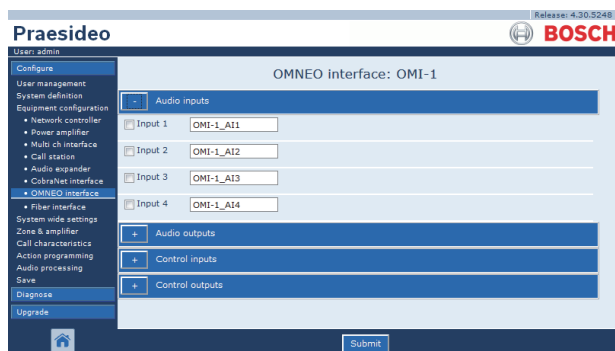 Release: 4.30.5248
Praesideo
BOSCH
User: admin
Configure
User management
System definition
Equipment configuration
• Network controller
• Power amplifier
• Multi ch interface
• Call station
• Audio expander
• CobraNet interface
• OMNEO interface
• Fiber interface
System wide settings
Zone & amplifier
Call characteristics
Action programming
Audio processing
Save
Diagnose
Upgrade
OMNEO interface: OMI-1
- Audio inputs
Input 1 OMI-1_AI1
Input 2 OMI-1_AI2
Input 3 OMI-1_AI3
Input 4 OMI-1_AI4
+ Audio outputs
+ Control inputs
+ Control outputs
Submit